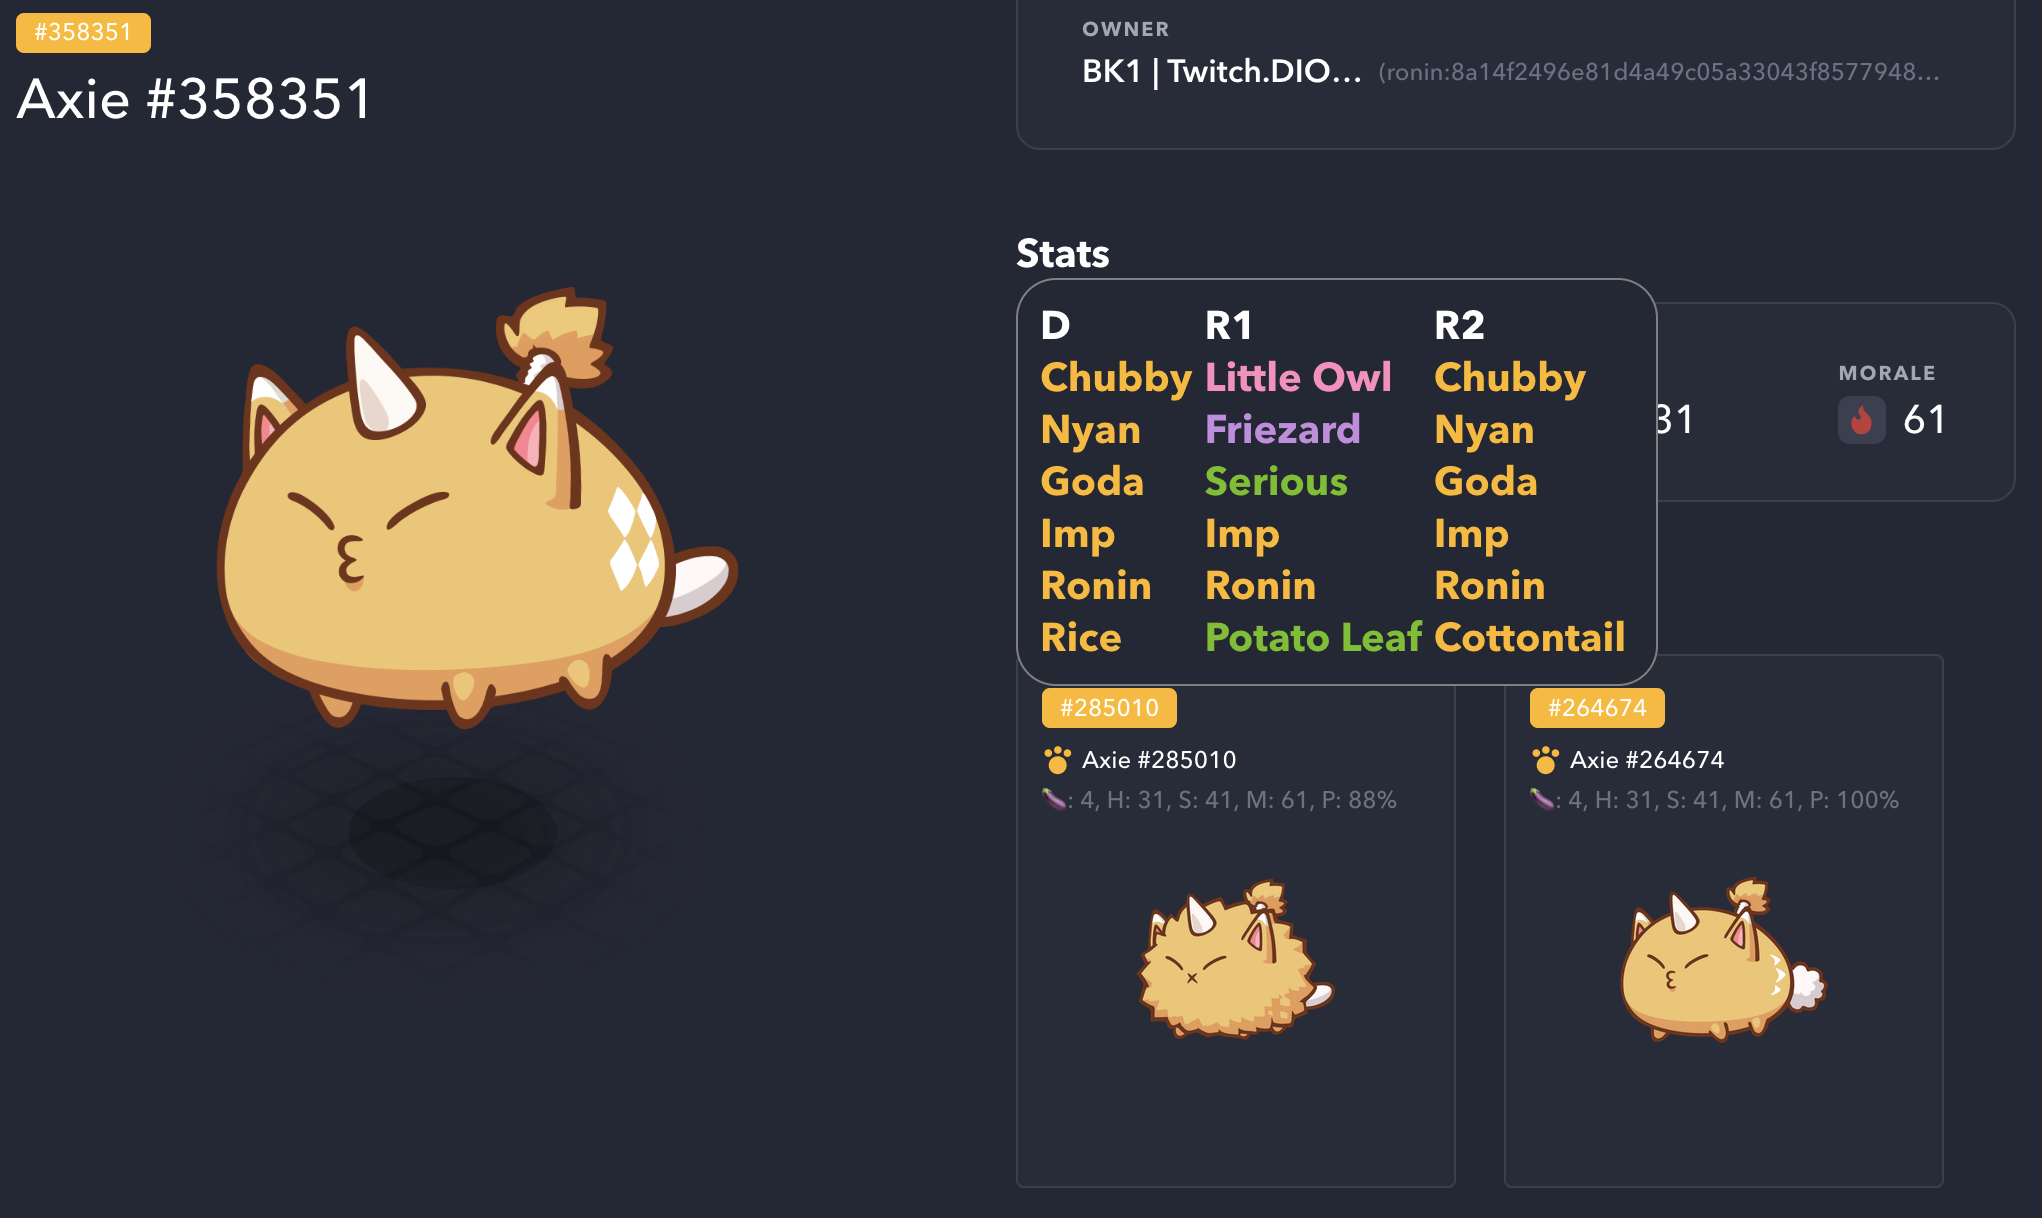 #358351
Axie #358351
OWNER
BK1 | Twitch.DIO... (ronin:8a14f2496e81d4a49c05a33043f8577948...
Stats
D R1 R2
Chubby Little Owl Chubby
Nyan Friezard Nyan
Goda Serious Goda
Imp Imp Imp
Ronin Ronin Ronin
Rice Potato Leaf Cottontail
31
MORALE
61
#285010
Axie #285010
: 4, H: 31, S: 41, M: 61, P: 88%
#264674
Axie #264674
: 4, H: 31, S: 41, M: 61, P: 100%